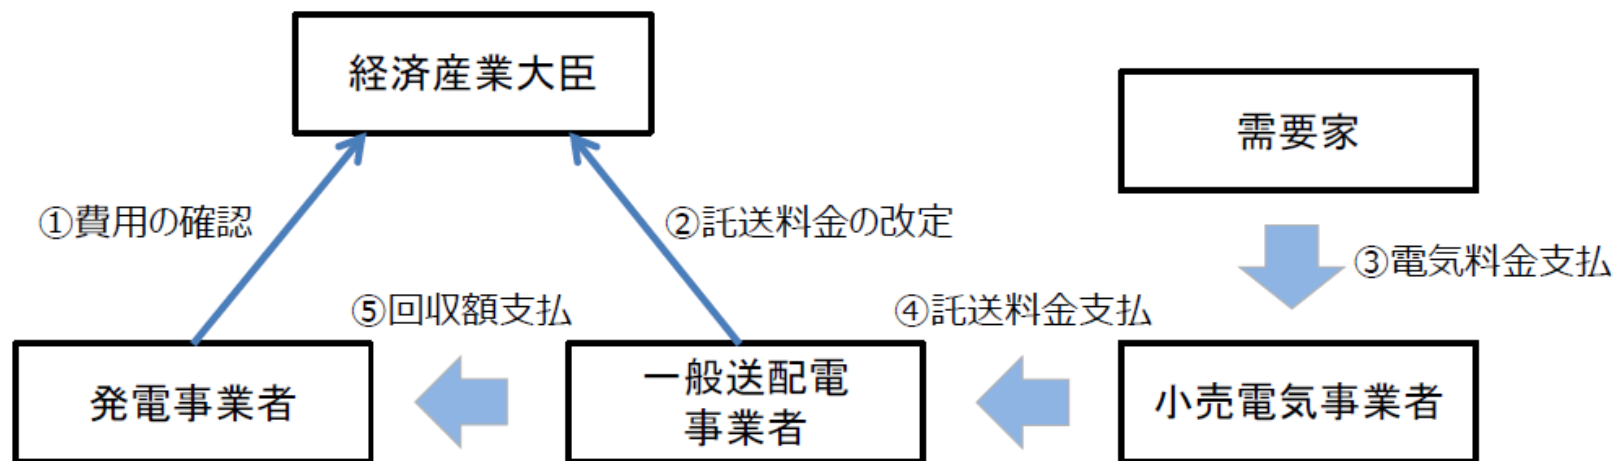 経済産業大臣
需要家
①費用の確認
②託送料金の改定
③電気料金支払
⑤回収額支払
④託送料金支払
発電事業者
一般送配電
事業者
小売電気事業者